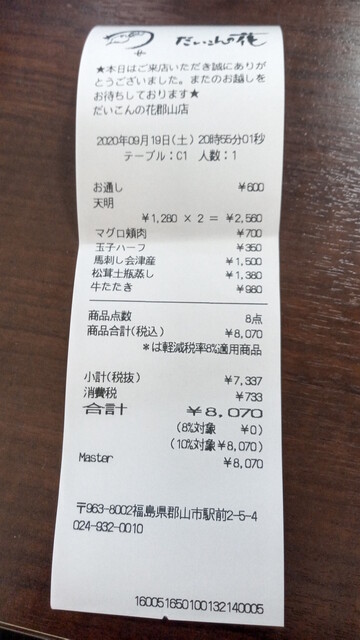 だいこんの花
★本日はご来店いただき誠にありが
とうございました。またのお越しを
お待ちしております★
だいこんの花郡山店
2020年09月19日(土) 20時55分01秒
テーブル:C1 人数:1
お通し ¥600
天明
¥1,280 × 2 = ¥2,560
マグロ頬肉 ¥700
玉子ハーフ ¥350
馬刺し会津産 ¥1,500
松茸土瓶蒸し ¥1,380
牛たたき ¥980
商品点数 8点
商品合計(税込) ¥8,070
*は軽減税率8%適用商品
小計(税抜) ¥7,337
消費税 ¥733
合計 ¥8,070
(8%対象 ¥0)
(10%対象¥8,070)
Master ¥8,070
〒963-8002福島県郡山市駅前2-5-4
024-932-0010
16005165010013214​0005